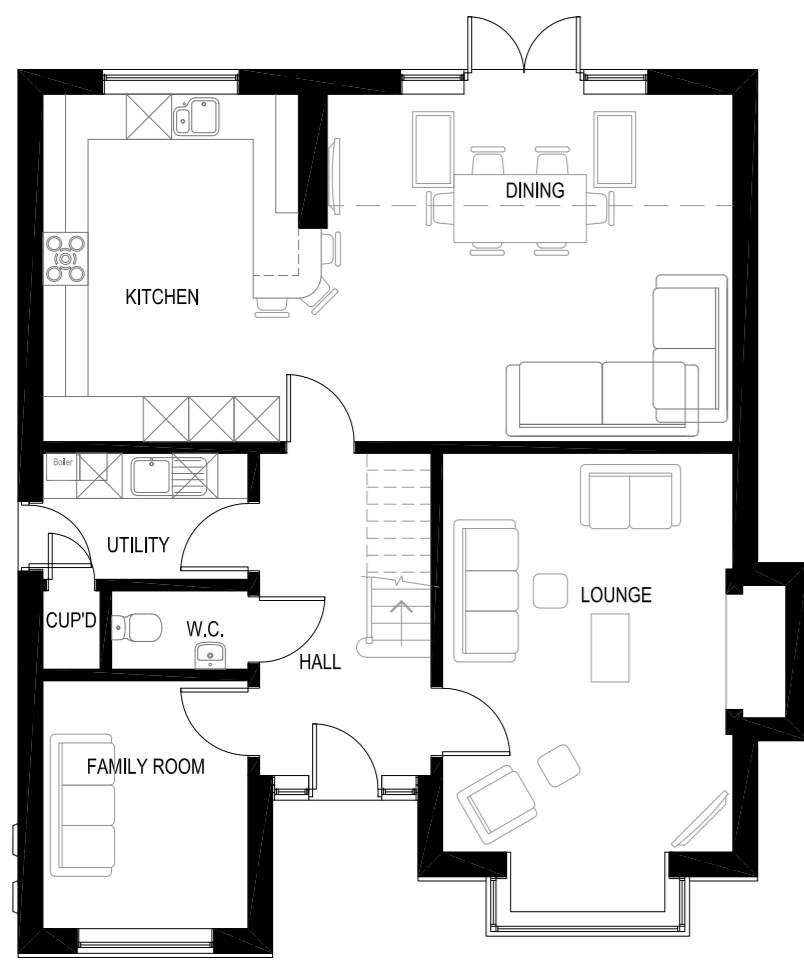 DINING
KITCHEN
Boiler
UTILITY
LOUNGE
CUP'D
W.C.
HALL
FAMILY ROOM